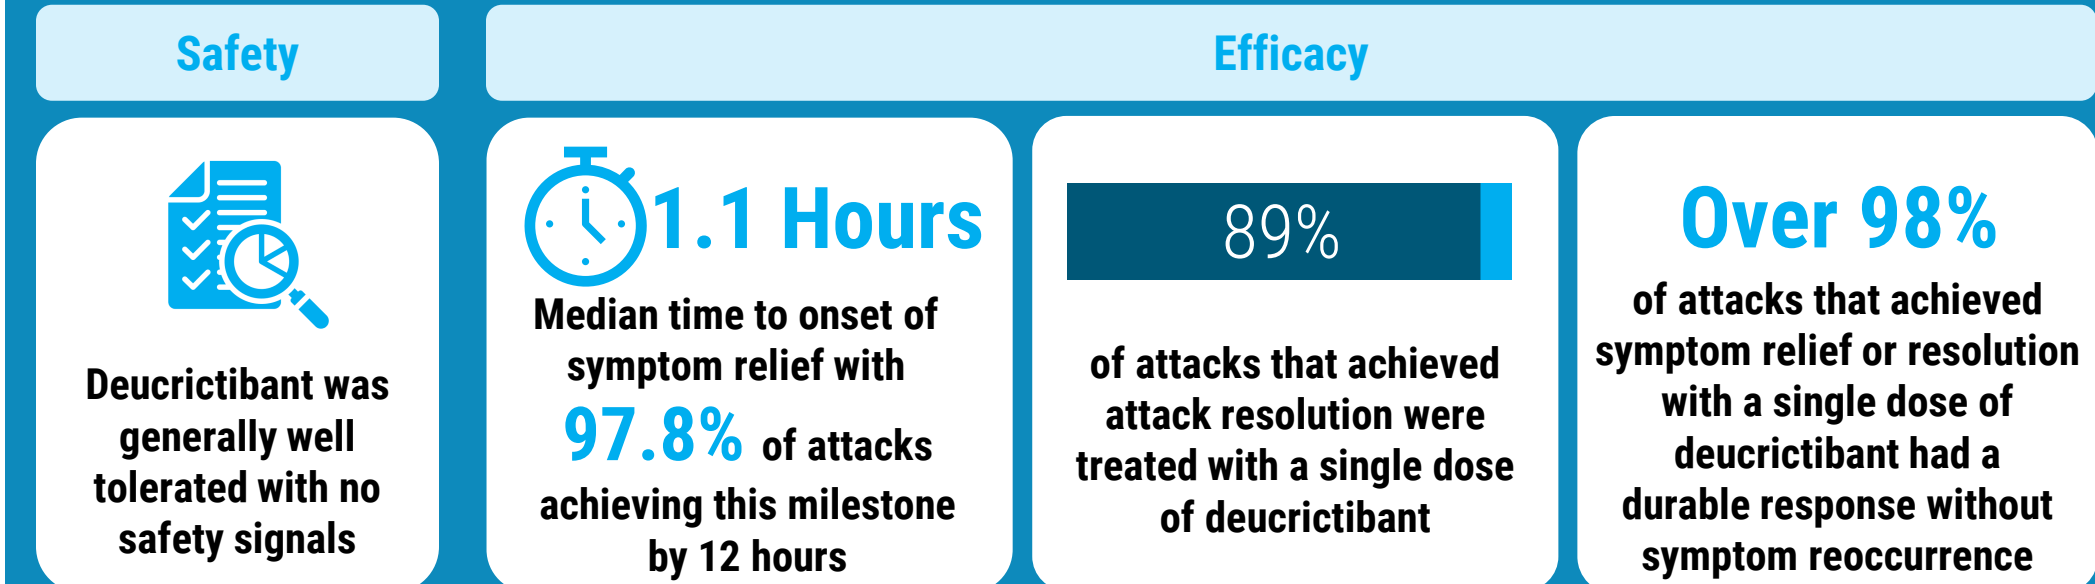 Safety
Efficacy
Deucrictibant was
generally well
tolerated with no
safety signals
1.1 Hours
Median time to onset of
symptom relief with
97.8% of attacks
achieving this milestone
by 12 hours
89%
of attacks that achieved
attack resolution were
treated with a single dose
of deucrictibant
Over 98%
of attacks that achieved
symptom relief or resolution
with a single dose of
deucrictibant had a
durable response without
symptom reoccurrence